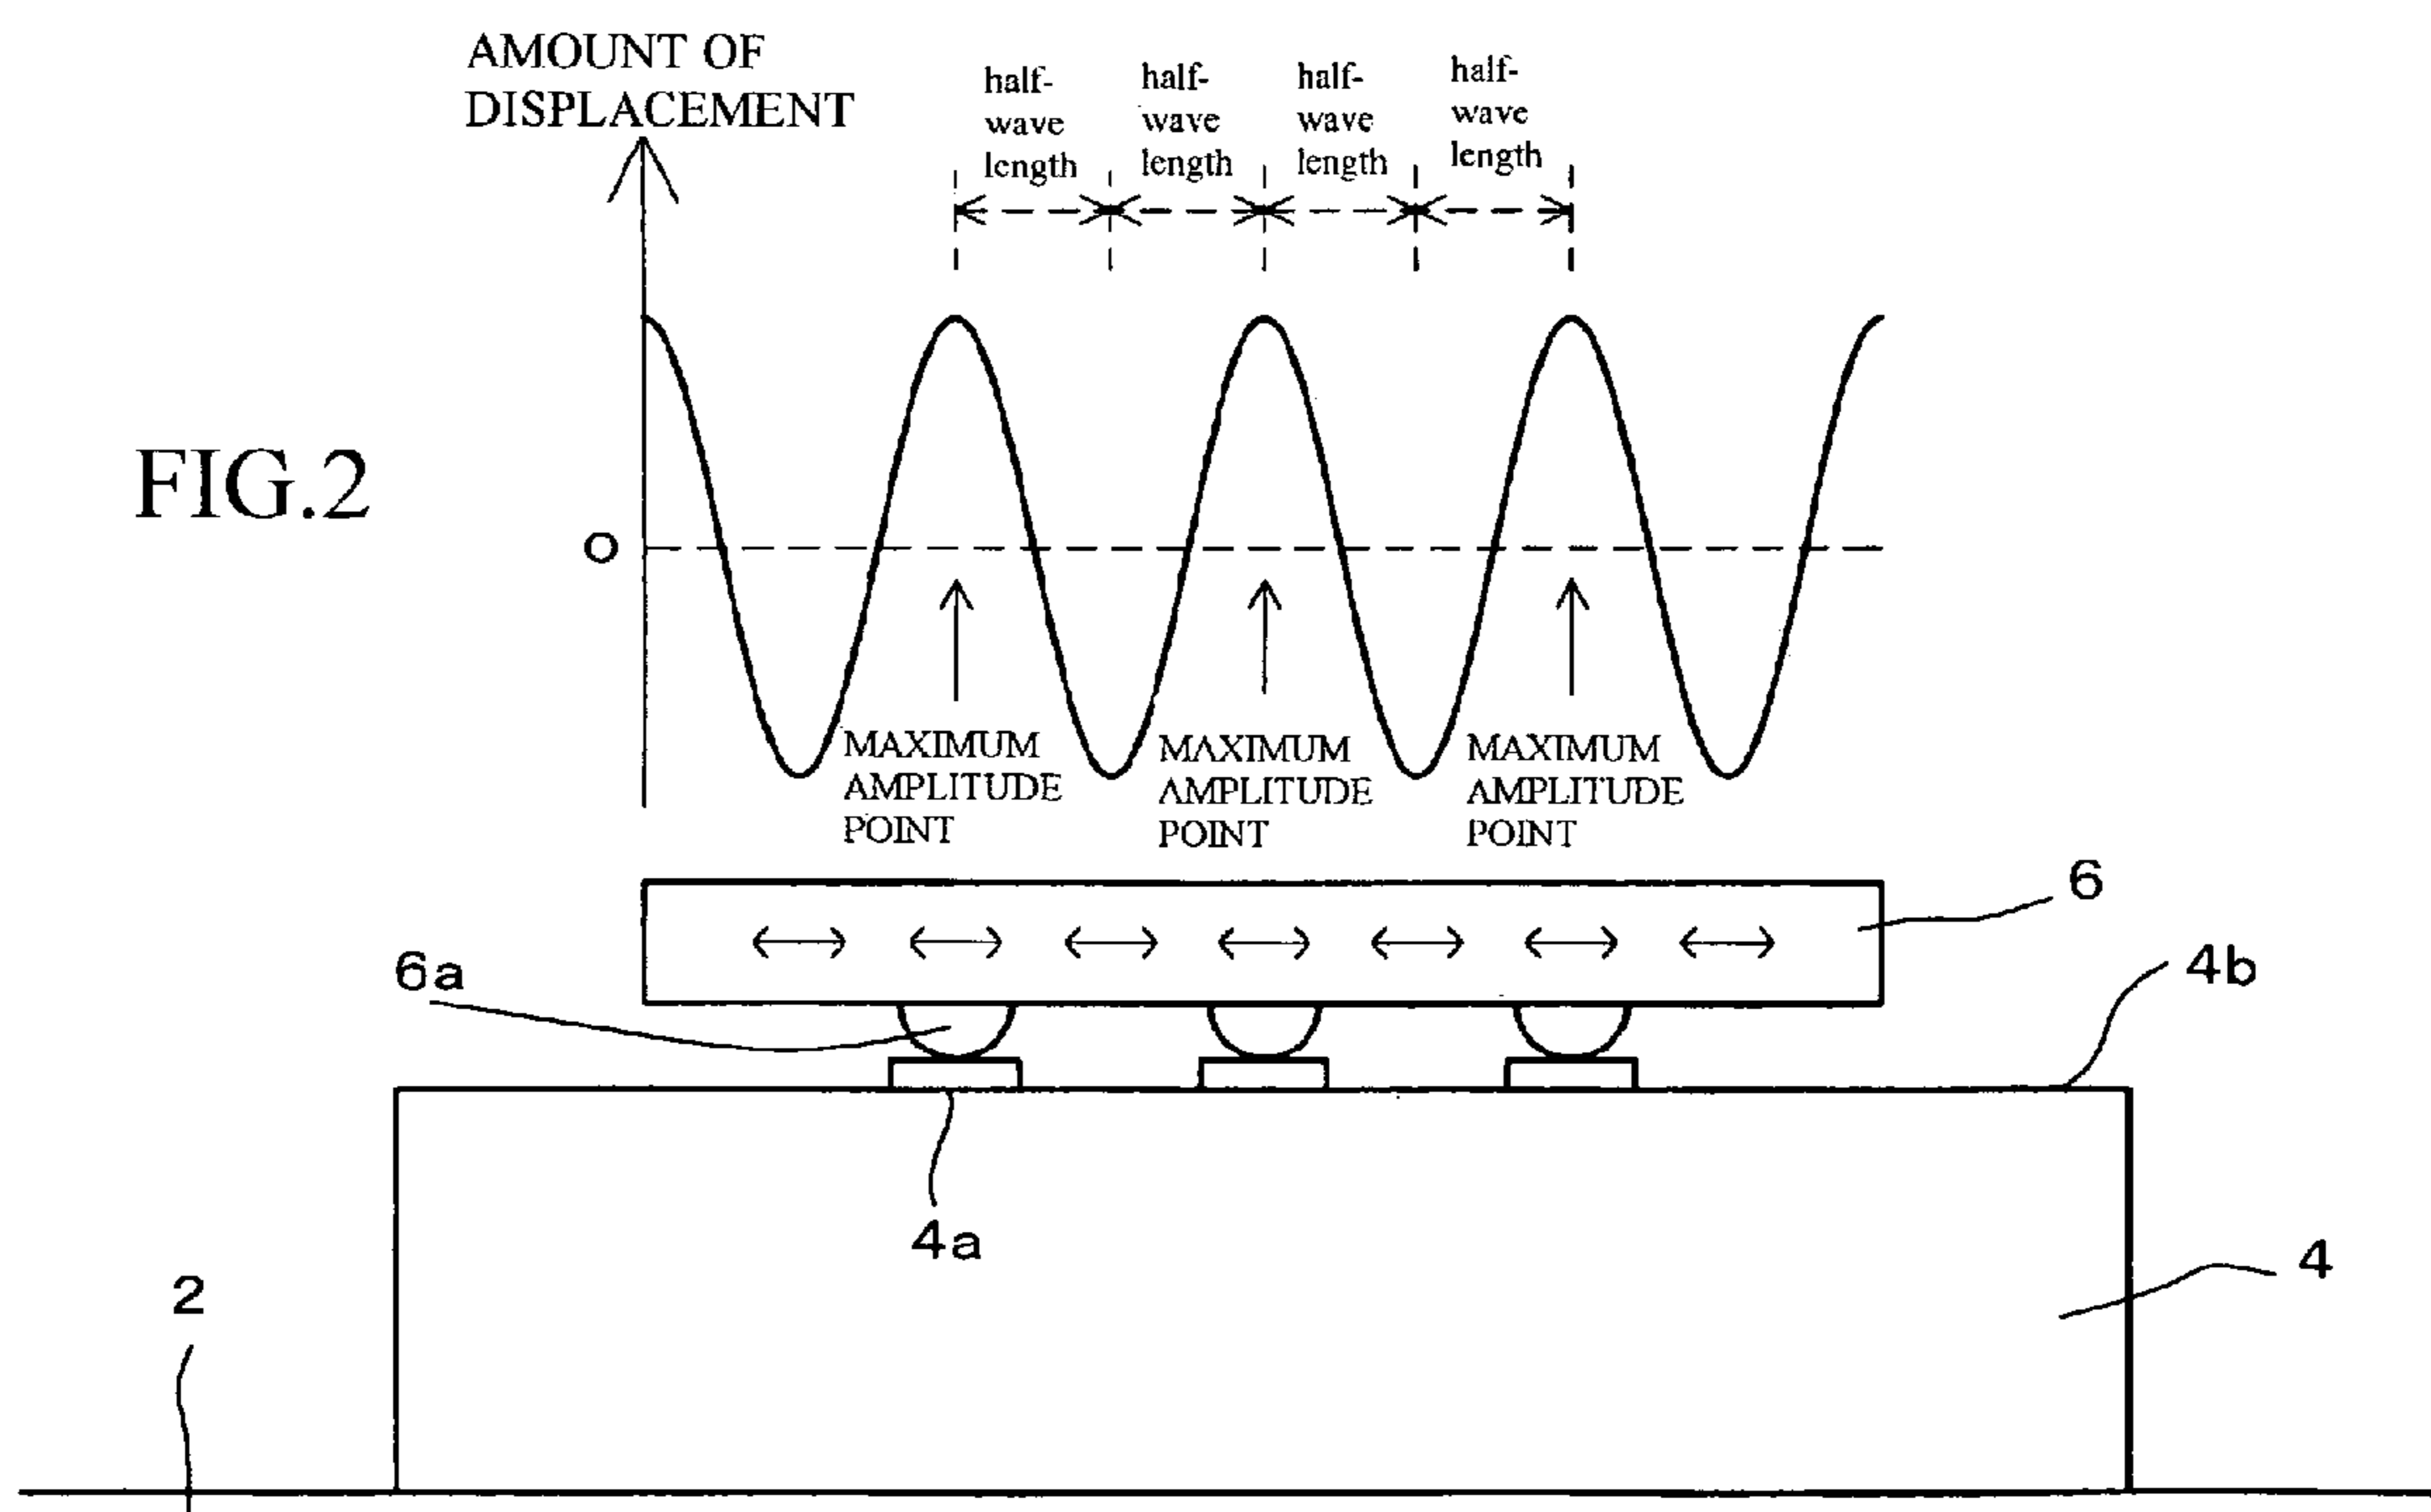 AMOUNT OF
DISPLACEMENT
half-
wave
length
half-
wave
length
half-
wave
length
half-
wave
length
FIG.2
O
MAXIMUM
AMPLITUDE
POINT
MAXIMUM
AMPLITUDE
POINT
MAXIMUM
AMPLITUDE
POINT
6
6a
4b
4a
4
2